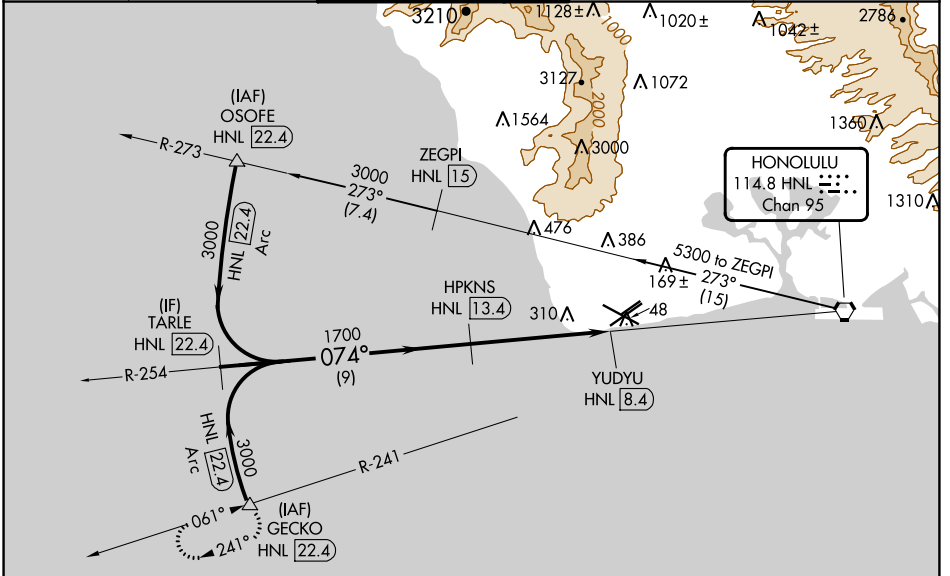 3210
1128±
1000
1020±
1042±
2786
3127
1072
2000
1564
3000
1360
1310
(IAF)
OSOFE
HNL 22.4
R-273
ZEGPI
HNL 15
3000
273°
(7.4)
HONOLULU
114.8 HNL
Chan 95
3000
HNL 22.4
Arc
476
386
169±
5300 to ZEGPI
273°
(15)
(IF)
TARLE
HNL 22.4
HPKNS
HNL 13.4
310
48
1700
074°
(9)
R-254
YUDYU
HNL 8.4
HNL 22.4
Arc
3000
R-241
061°
241°
(IAF)
GECKO
HNL 22.4